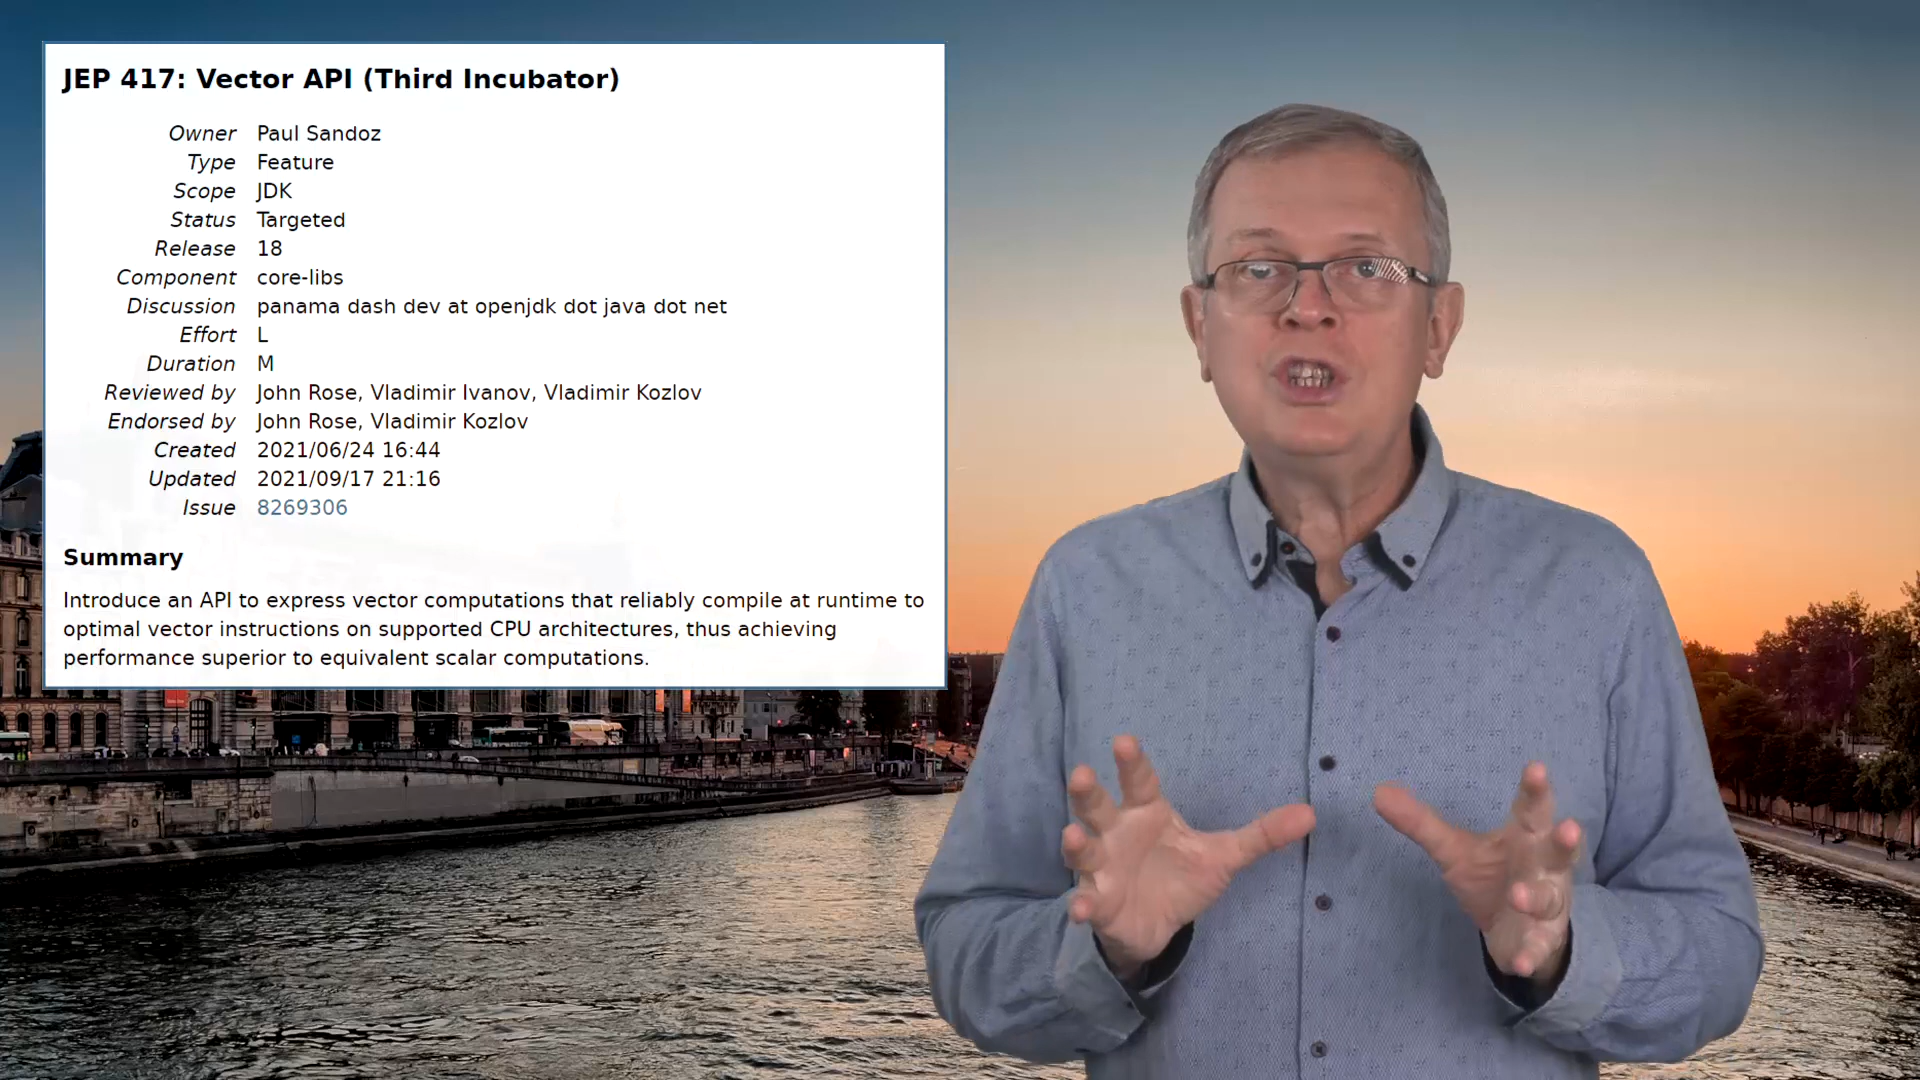 JEP 417: Vector API (Third Incubator)
Owner Paul Sandoz
Type Feature
Scope JDK
Status Targeted
Release 18
Component core-libs
Discussion panama dash dev at openjdk dot java dot net
Effort L
Duration M
Reviewed by John Rose, Vladimir Ivanov, Vladimir Kozlov
Endorsed by John Rose, Vladimir Kozlov
Created 2021/06/24 16:44
Updated 2021/09/17 21:16
Issue 8269306
Summary
Introduce an API to express vector computations that reliably compile at runtime to
optimal vector instructions on supported CPU architectures, thus achieving
performance superior to equivalent scalar computations.